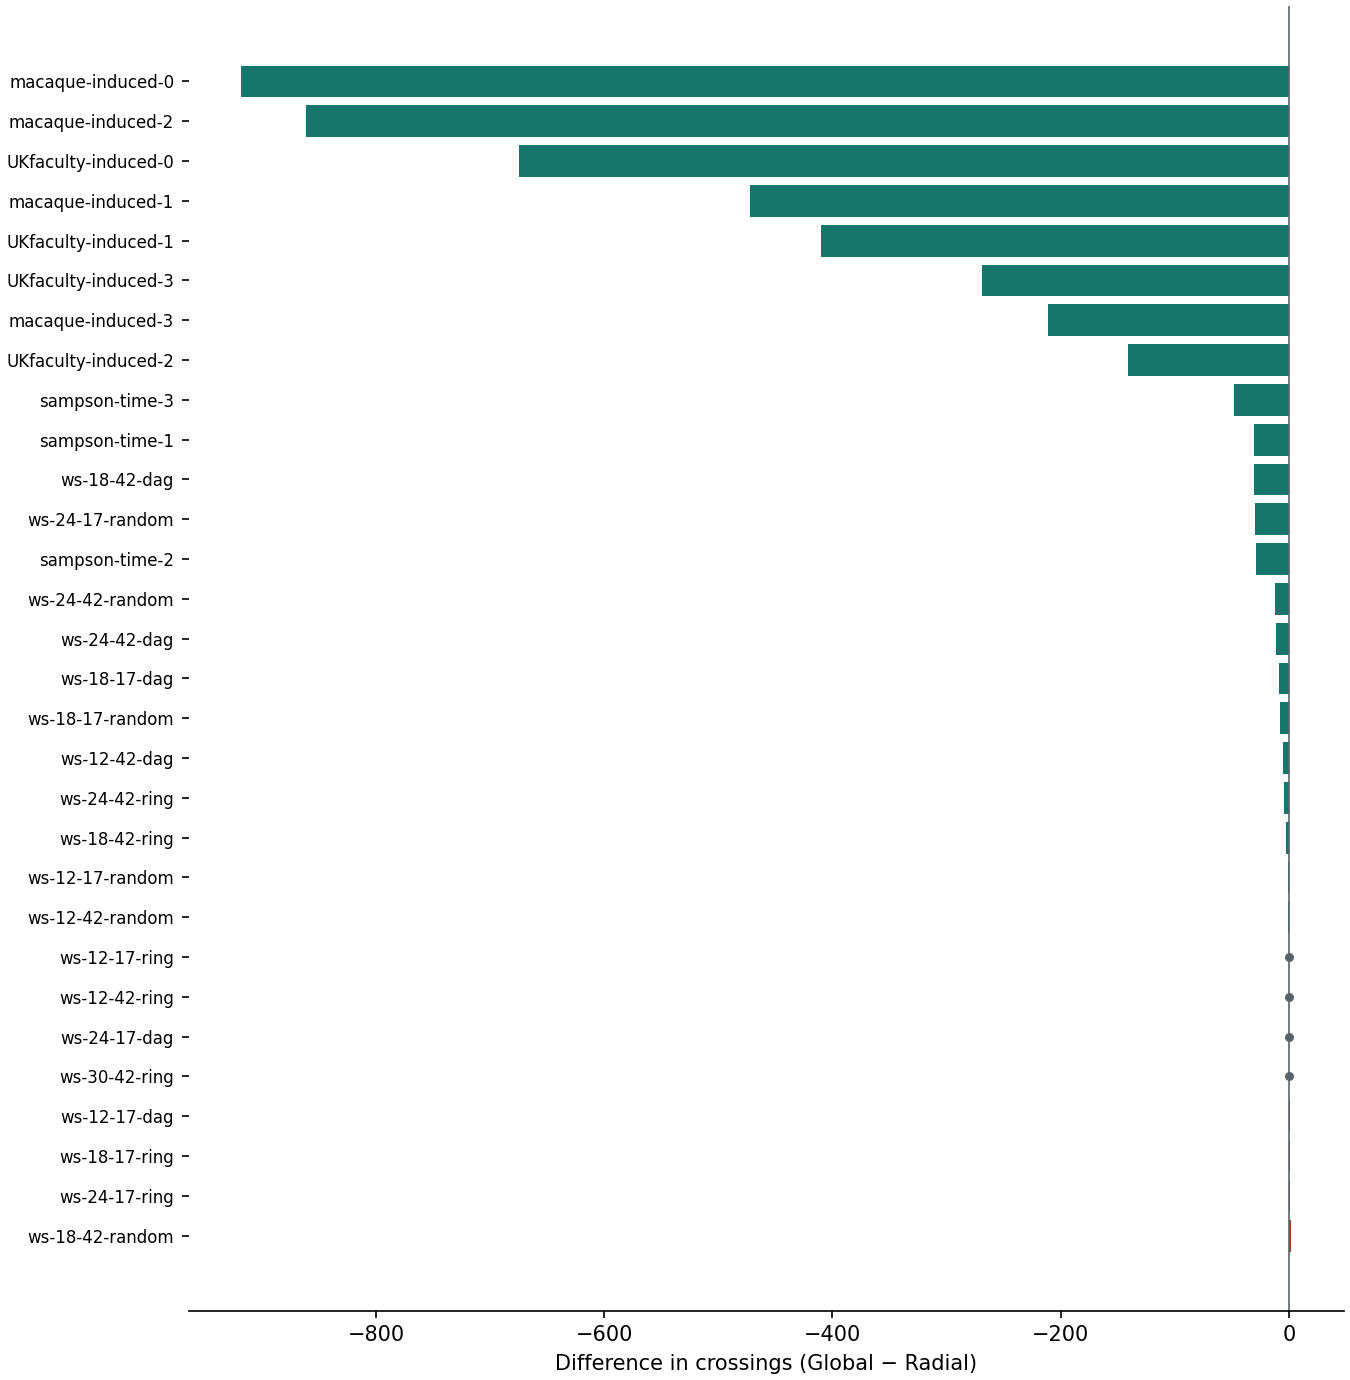 macaque-induced-0
macaque-induced-2
UKfaculty-induced-0
macaque-induced-1
UKfaculty-induced-1
UKfaculty-induced-3
macaque-induced-3
UKfaculty-induced-2
sampson-time-3
sampson-time-1
ws-18-42-dag
ws-24-17-random
sampson-time-2
ws-24-42-random
ws-24-42-dag
ws-18-17-dag
ws-18-17-random
ws-12-42-dag
ws-24-42-ring
ws-18-42-ring
ws-12-17-random
ws-12-42-random
ws-12-17-ring
ws-12-42-ring
ws-24-17-dag
ws-30-42-ring
ws-12-17-dag
ws-18-17-ring
ws-24-17-ring
ws-18-42-random
−800 −600 −400 −200 0
Difference in crossings (Global − Radial)